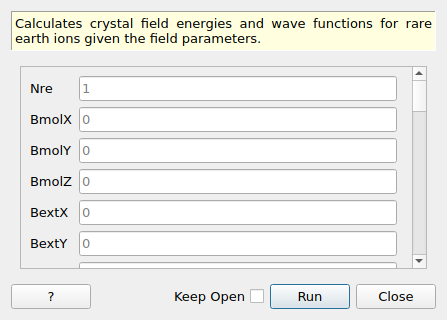 Calculates crystal field energies and wave functions for rare
earth ions given the field parameters.
Nre 1
BmolX 0
BmolY 0
BmolZ 0
BextX 0
BextY 0
? Keep Open Run Close